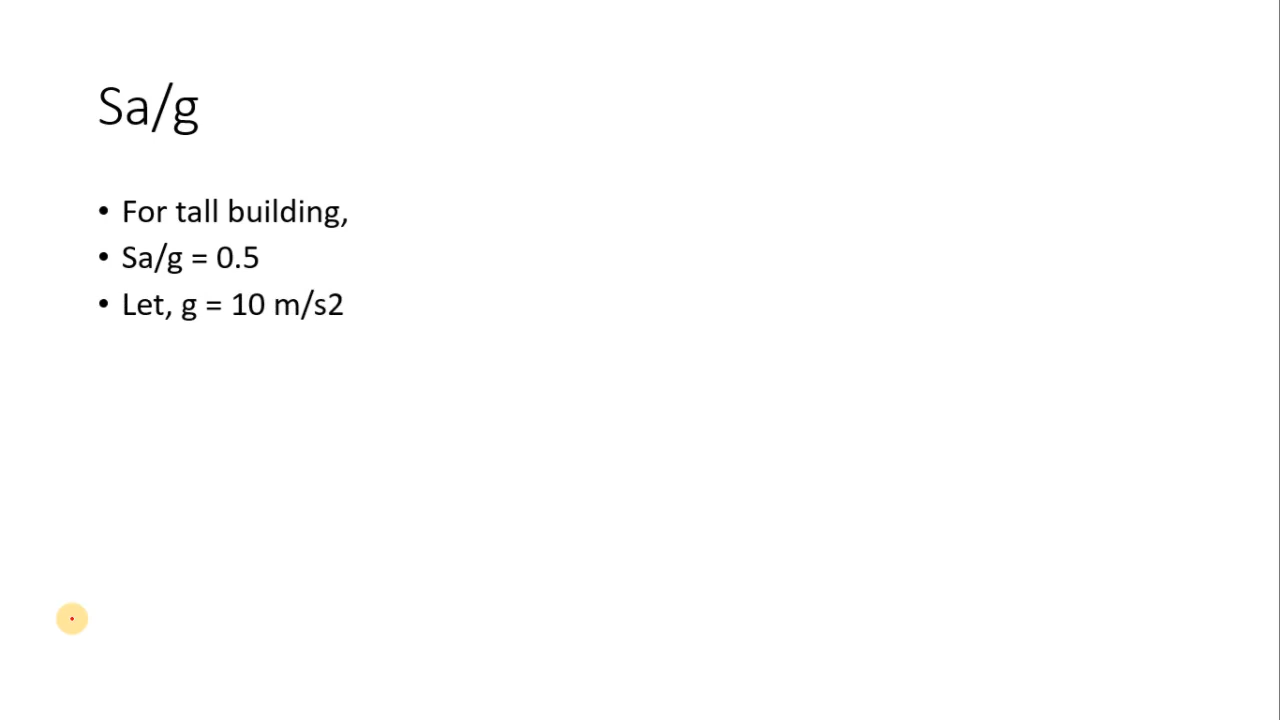 Sa/g
• For tall building,
• Sa/g = 0.5
• Let, g = 10 m/s2